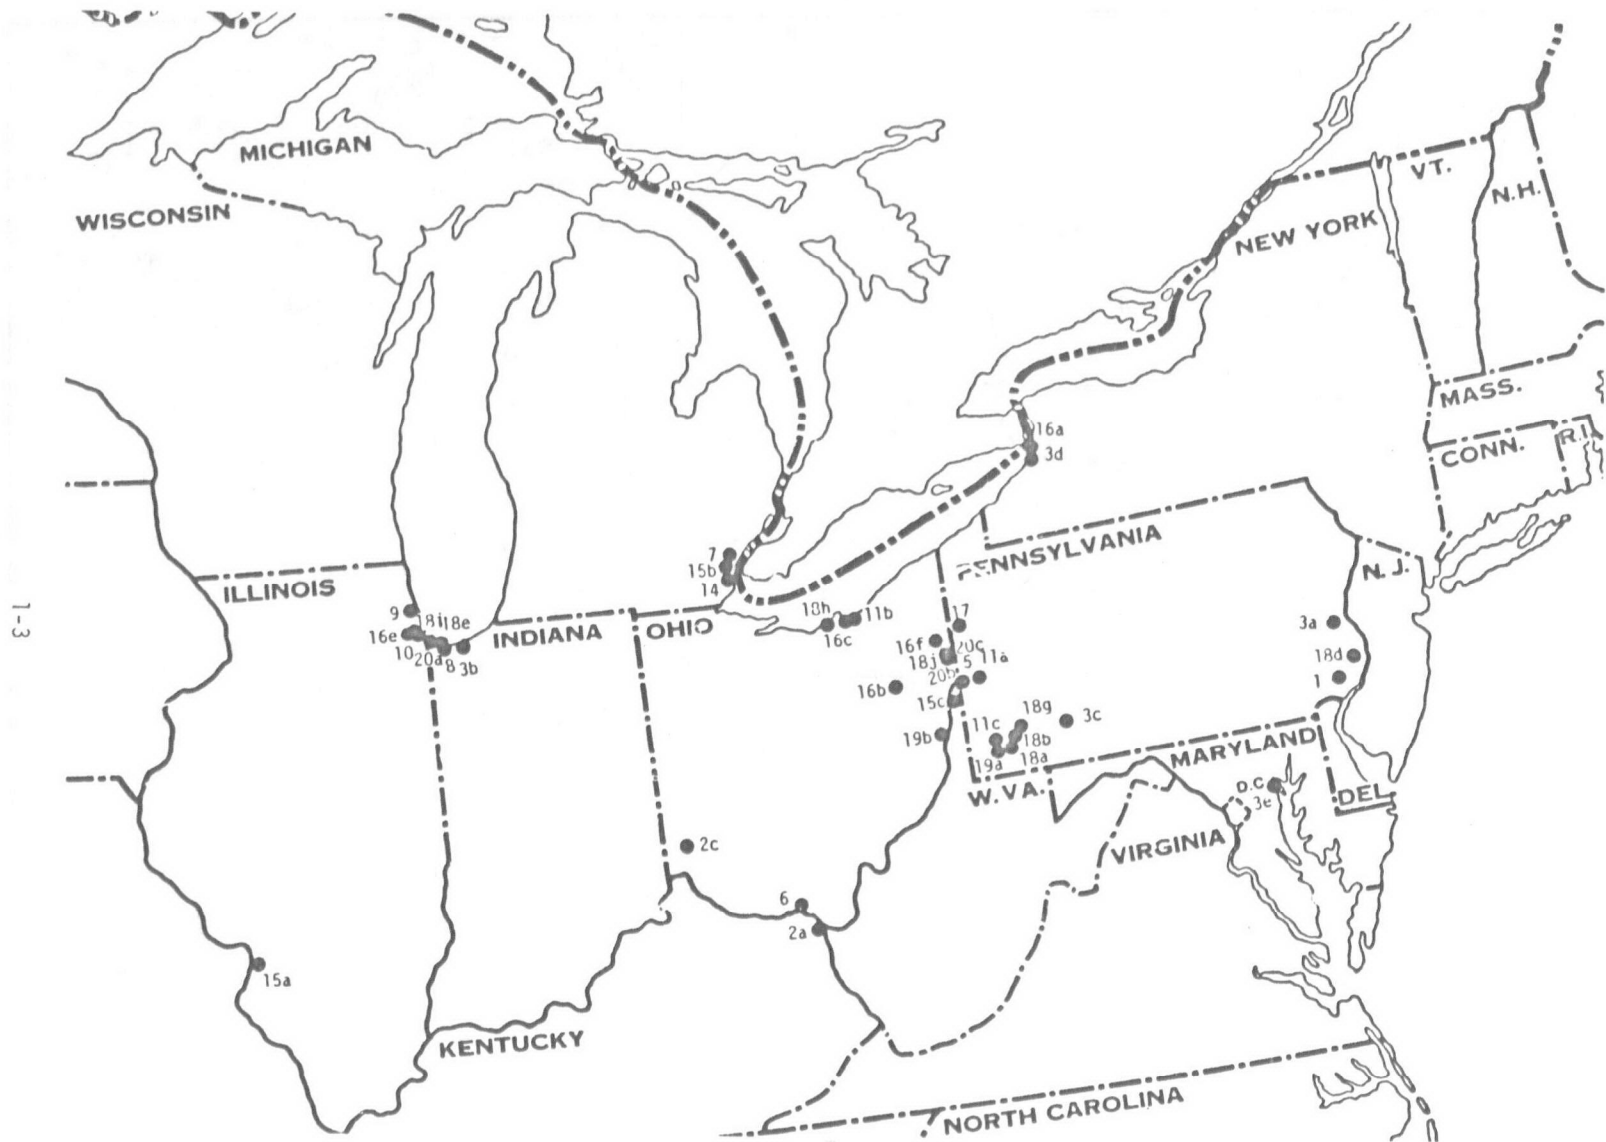 MICHIGAN
WISCONSIN
VT.
N.H.
NEW YORK
MASS.
CONN.
R.I.
16a
3d
PENNSYLVANIA
N.J.
ILLINOIS
INDIANA
OHIO
7
15b
14
9
18i
18e
16e
10
20a
8
3b
18h
11b
16c
17
16f
20c
18j
5
11a
20b
16b
15c
3a
18d
1
11c
18g
3c
19b
18b
19a
18a
MARYLAND
W.VA.
D.C.
3e
DEL.
VIRGINIA
2c
6
2a
15a
KENTUCKY
NORTH CAROLINA
1-3